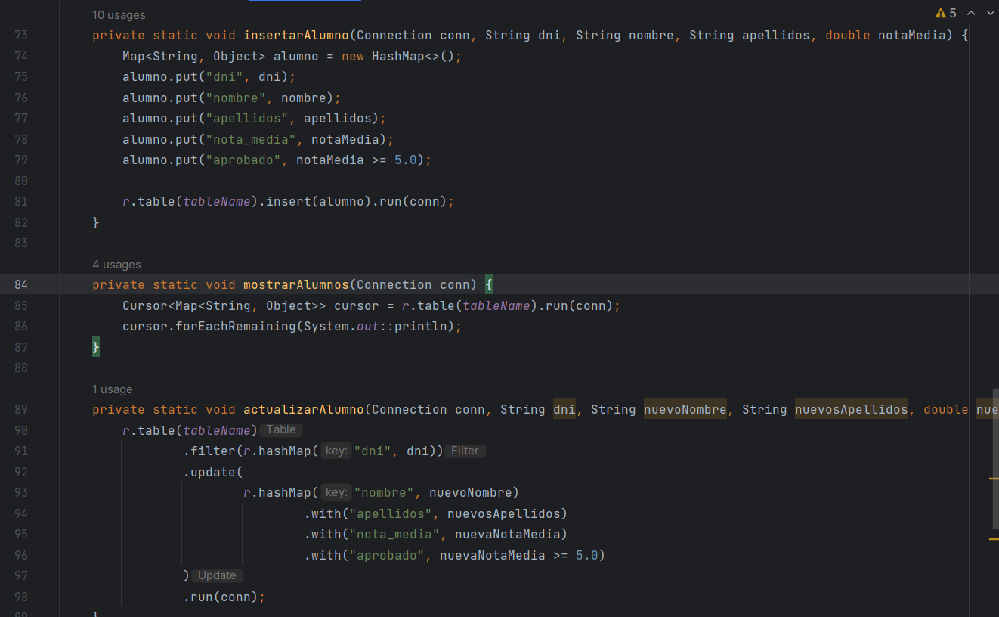 10 usages
5
73 private static void insertarAlumno(Connection conn, String dni, String nombre, String apellidos, double notaMedia) {
74 Map<String, Object> alumno = new HashMap<>();
75 alumno.put("dni", dni);
76 alumno.put("nombre", nombre);
77 alumno.put("apellidos", apellidos);
78 alumno.put("nota_media", notaMedia);
79 alumno.put("aprobado", notaMedia >= 5.0);
80
81 r.table(tableName).insert(alumno).run(conn);
82 }
83
4 usages
84 private static void mostrarAlumnos(Connection conn) {
85 Cursor<Map<String, Object>> cursor = r.table(tableName).run(conn);
86 cursor.forEachRemaining(System.out::println);
87 }
88
1 usage
89 private static void actualizarAlumno(Connection conn, String dni, String nuevoNombre, String nuevosApellidos, double nue
90 r.table(tableName) Table
91 .filter(r.hashMap( key: "dni", dni)) Filter
92 .update(
93 r.hashMap( key: "nombre", nuevoNombre)
94 .with("apellidos", nuevosApellidos)
95 .with("nota_media", nuevaNotaMedia)
96 .with("aprobado", nuevaNotaMedia >= 5.0)
97 ) Update
98 .run(conn);
99 }